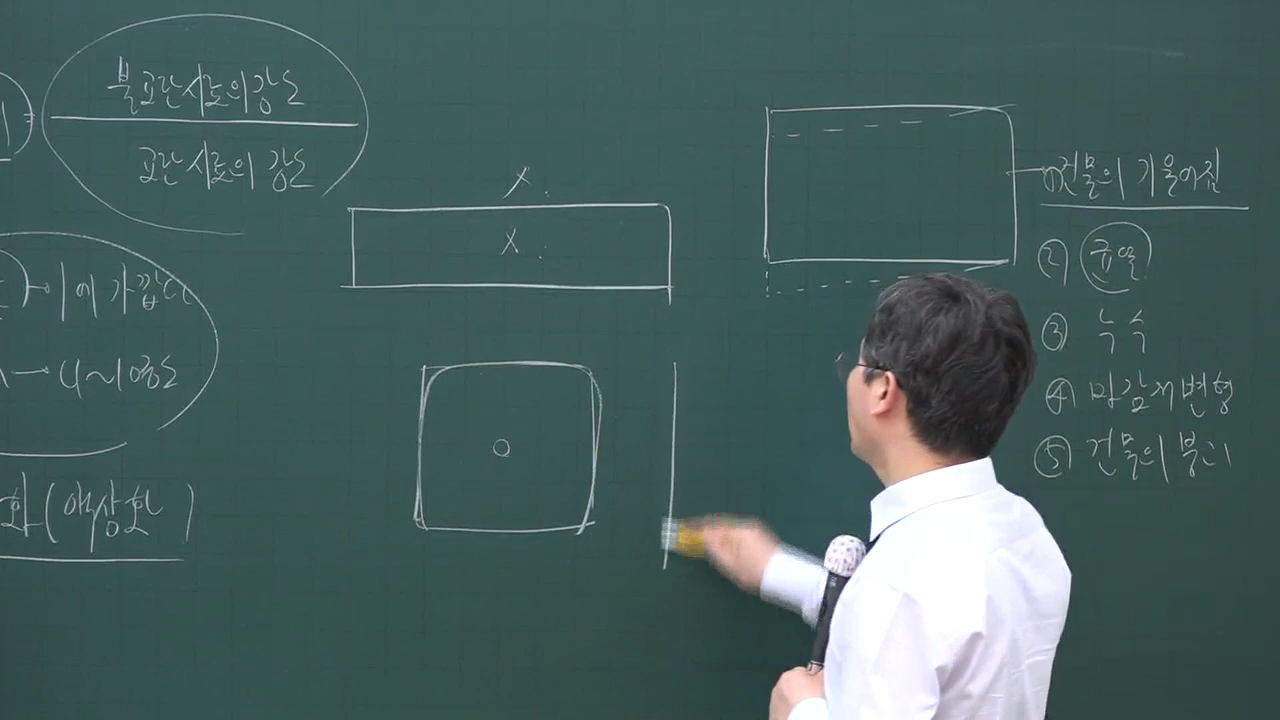 불교란시료의강도
교란시료의강도
→ 1에 가깝다
→ 4~10정도
화(액상화)
X.
X.
① 건물의 기울어짐
② 균열
③ 누수
④ 마감재변형
⑤ 건물의 붕괴